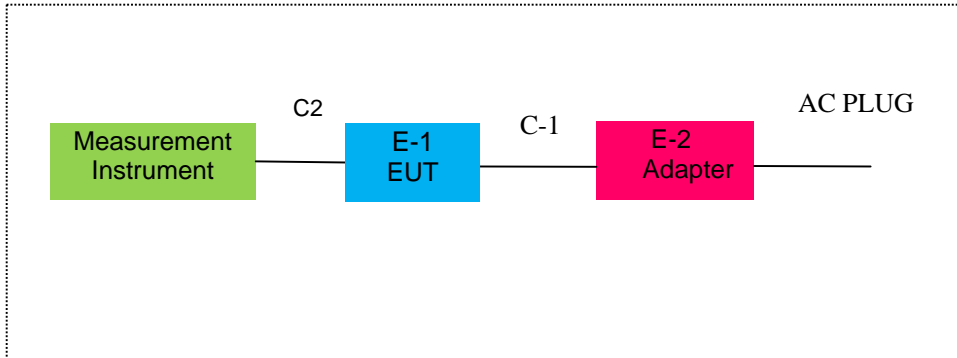 C2
C-1
AC PLUG
Measurement
Instrument
E-1
EUT
E-2
Adapter